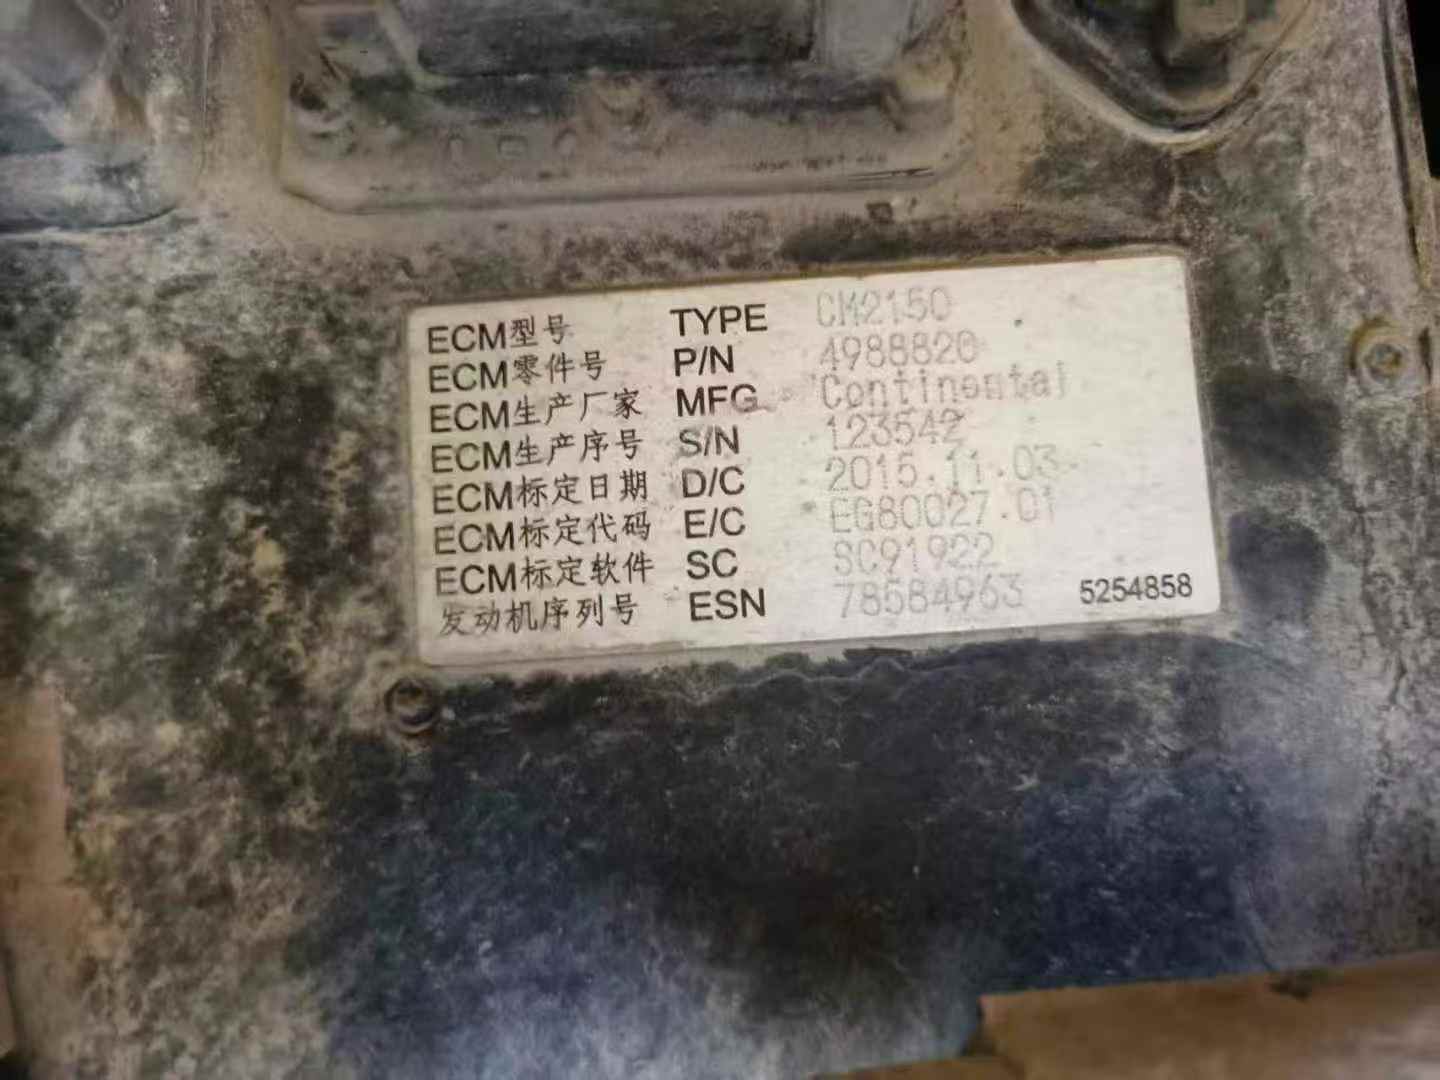 ECM型号 TYPE CM2150
ECM零件号 P/N 4988820
ECM生产厂家 MFG Continental
ECM生产序号 S/N 123542
ECM标定日期 D/C 2015.11.03
ECM标定代码 E/C EG80027.01
ECM标定软件 SC SC91922
发动机序列号 ESN 78584963 5254858